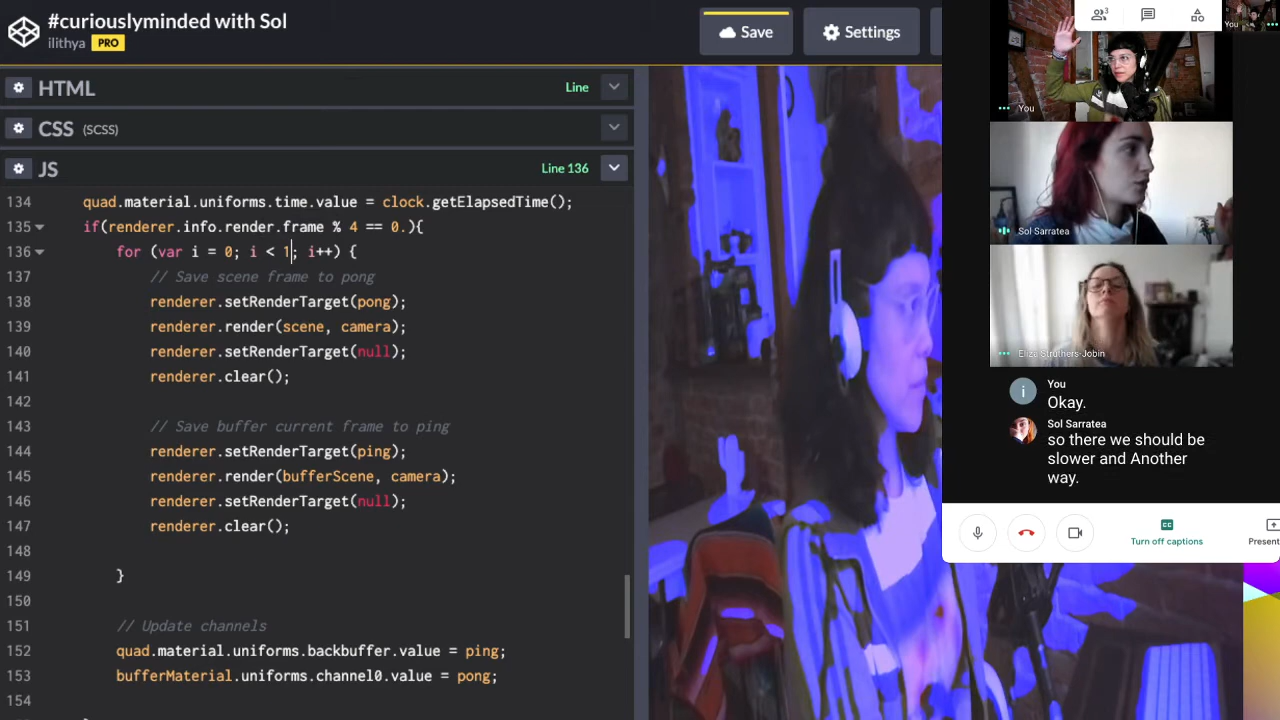 #curiouslyminded with Sol
ilithya PRO
Save
Settings
HTML
Line
CSS (SCSS)
JS
Line 136
134 quad.material.uniforms.time.value = clock.getElapsedTime();
135 if(renderer.info.render.frame % 4 == 0.){
136 for (var i = 0; i < 1; i++) {
137 // Save scene frame to pong
138 renderer.setRenderTarget(pong);
139 renderer.render(scene, camera);
140 renderer.setRenderTarget(null);
141 renderer.clear();
142
143 // Save buffer current frame to ping
144 renderer.setRenderTarget(ping);
145 renderer.render(bufferScene, camera);
146 renderer.setRenderTarget(null);
147 renderer.clear();
148
149 }
150
151 // Update channels
152 quad.material.uniforms.backbuffer.value = ping;
153 bufferMaterial.uniforms.channel0.value = pong;
154
3
You
You
Sol Sarratea
Eliza Struthers-Jobin
i
You
Okay.
Sol Sarratea
so there we should be
slower and Another
way.
Turn off captions
Present